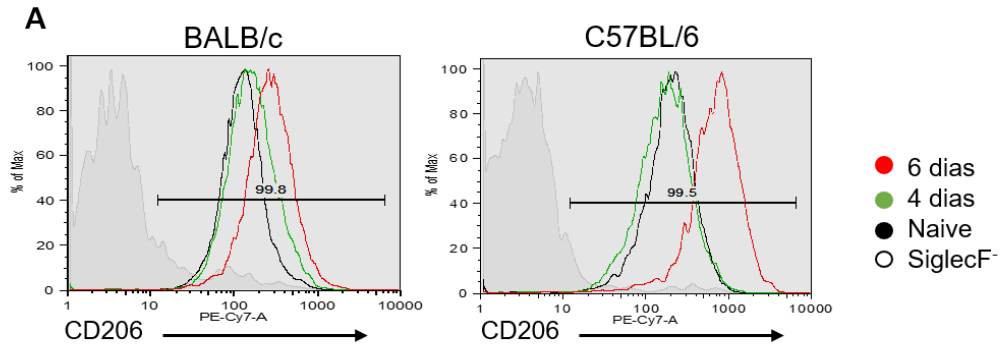 A
BALB/c
C57BL/6
100
80
60
40
20
0
% of Max
99.8
1
10
100
1000
10000
PE-Cy7-A
CD206
100
80
60
40
20
0
% of Max
99.5
1
10
100
1000
10000
PE-Cy7-A
CD206
6 dias
4 dias
Naive
SiglecF-